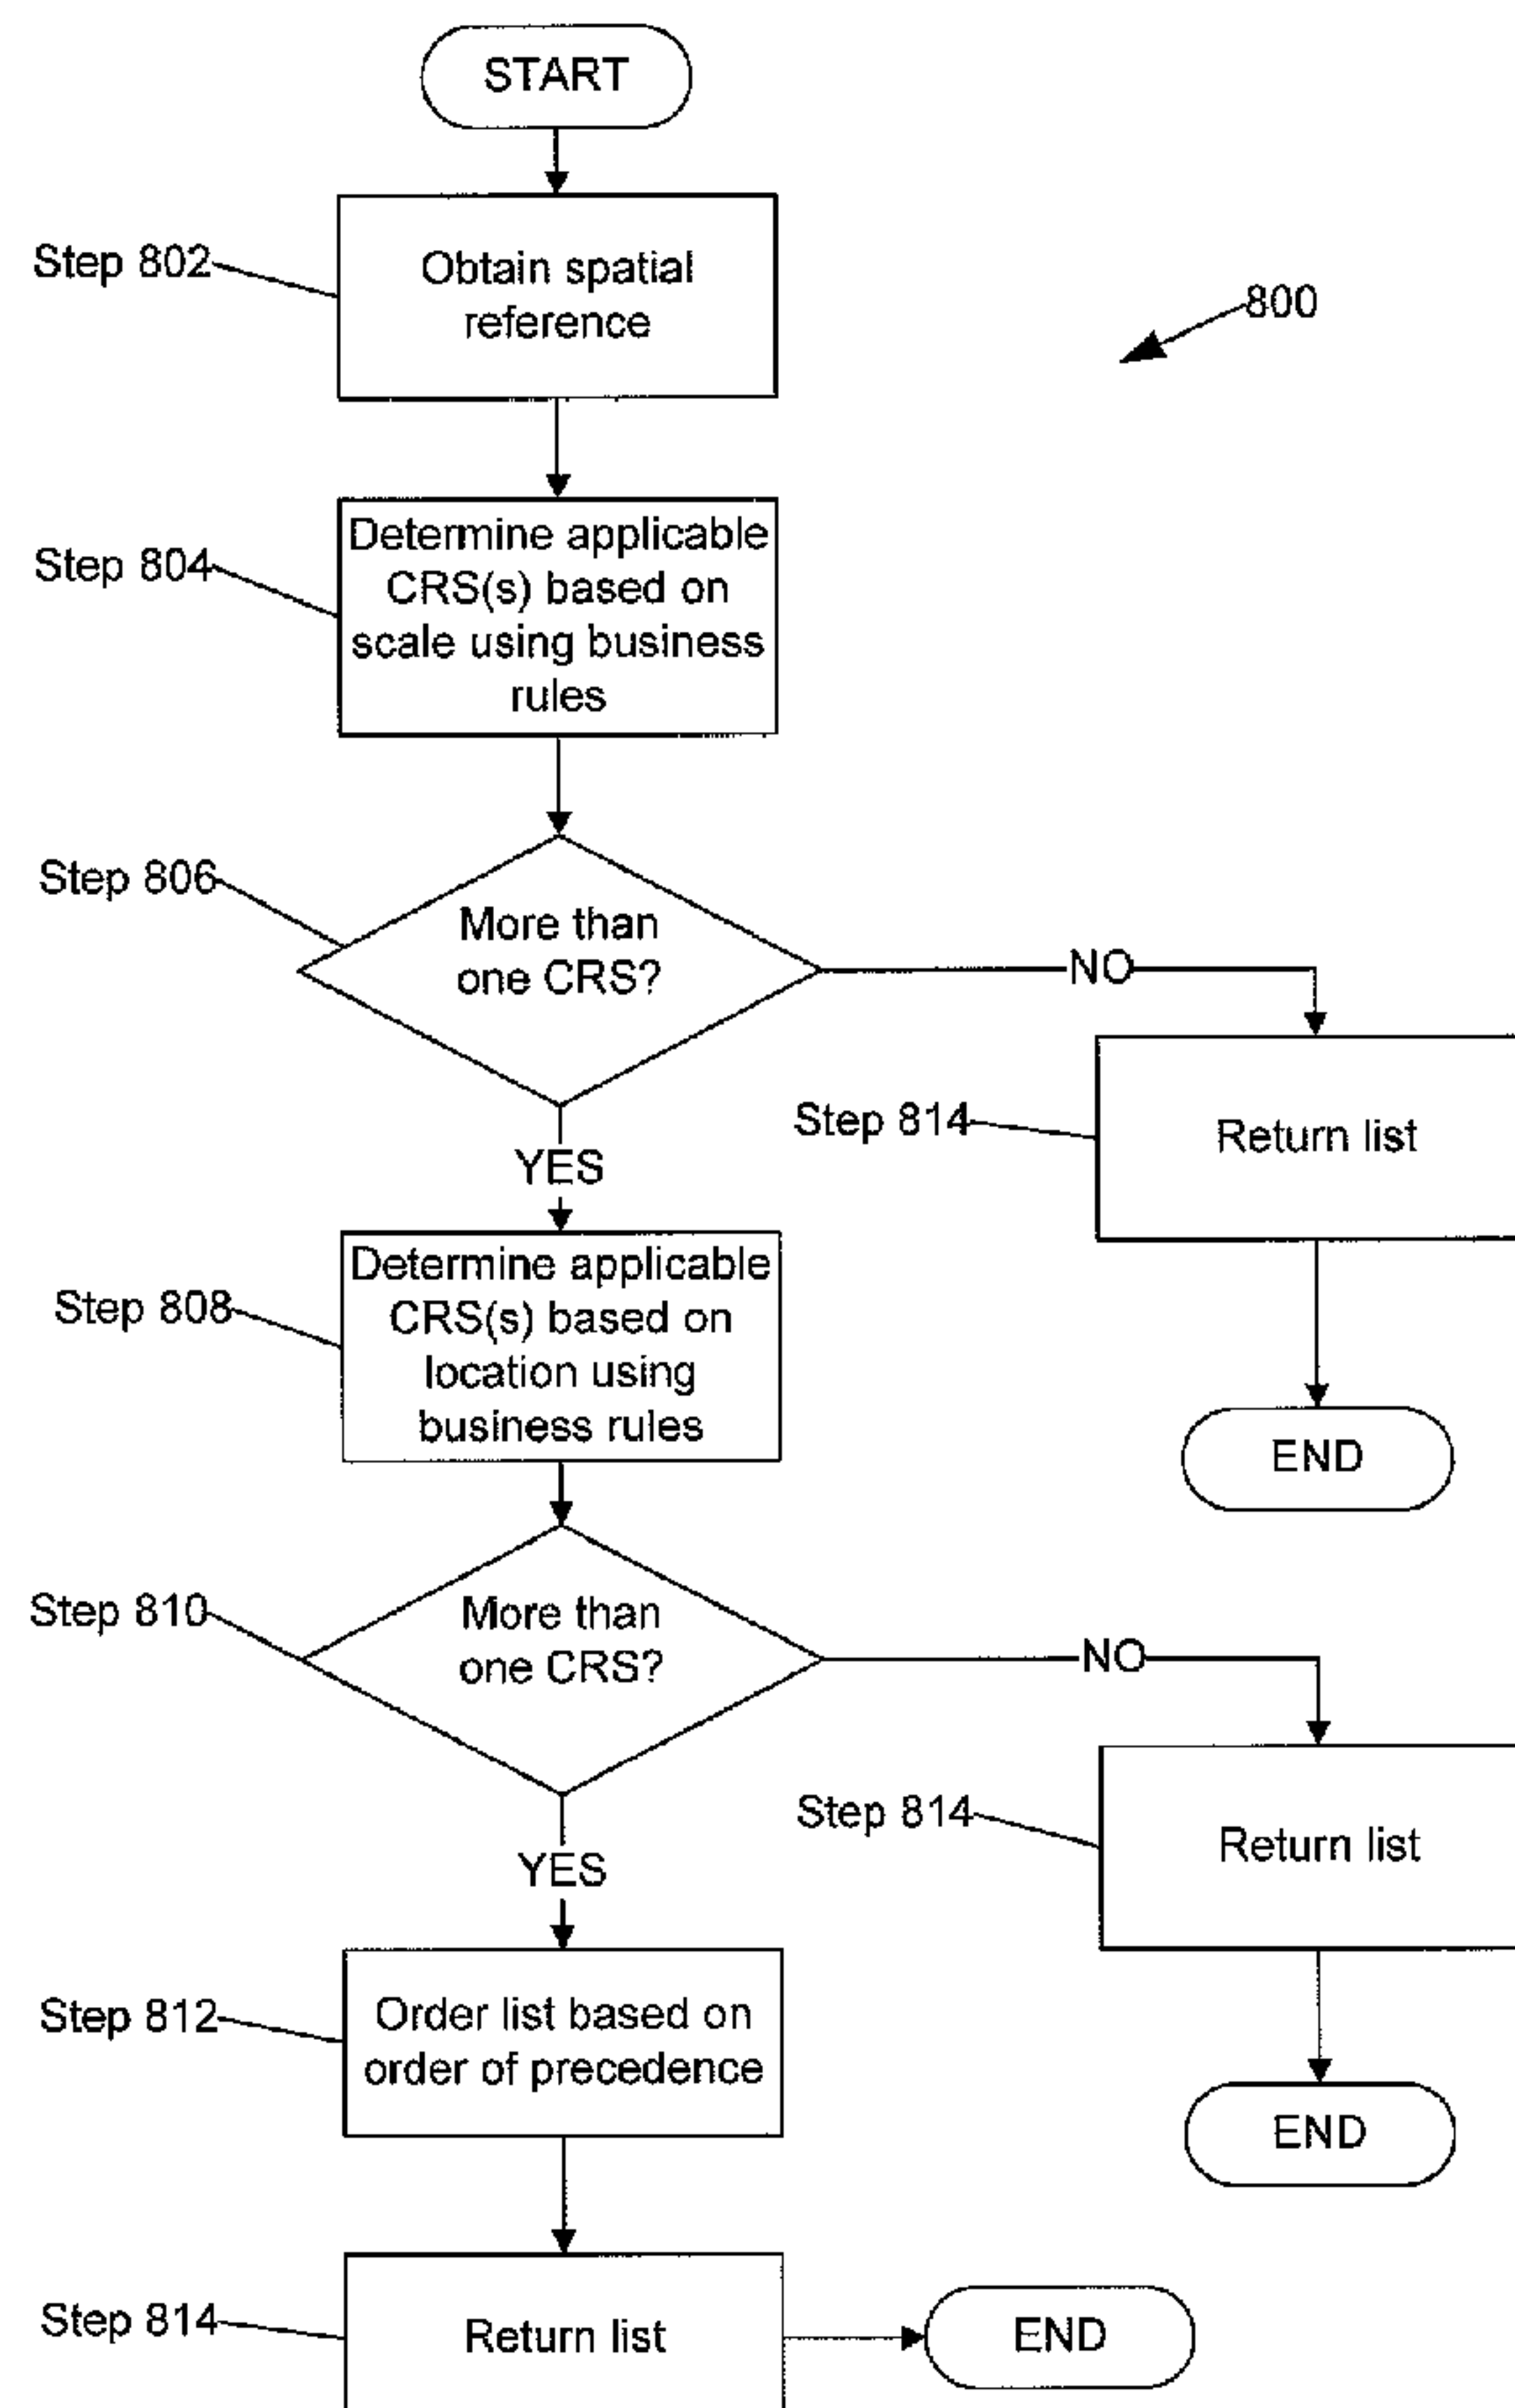 START
Step 802
Obtain spatial
reference
800
Step 804
Determine applicable
CRS(s) based on
scale using business
rules
Step 806
More than
one CRS?
NO
YES
Step 814
Return list
END
Step 808
Determine applicable
CRS(s) based on
location using
business rules
Step 810
More than
one CRS?
NO
YES
Step 814
Return list
END
Step 812
Order list based on
order of precedence
Step 814
Return list
END